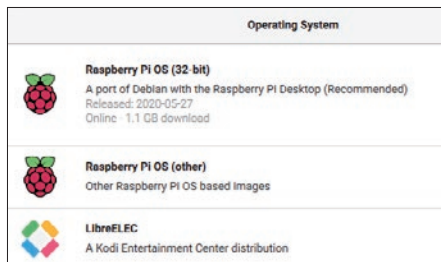 Operating System
Raspberry Pi OS (32-bit)
A port of Debian with the Raspberry Pi Desktop (Recommended)
Released: 2020-05-27
Online - 1.1 GB download
Raspberry Pi OS (other)
Other Raspberry Pi OS based images
LibreELEC
A Kodi Entertainment Center distribution